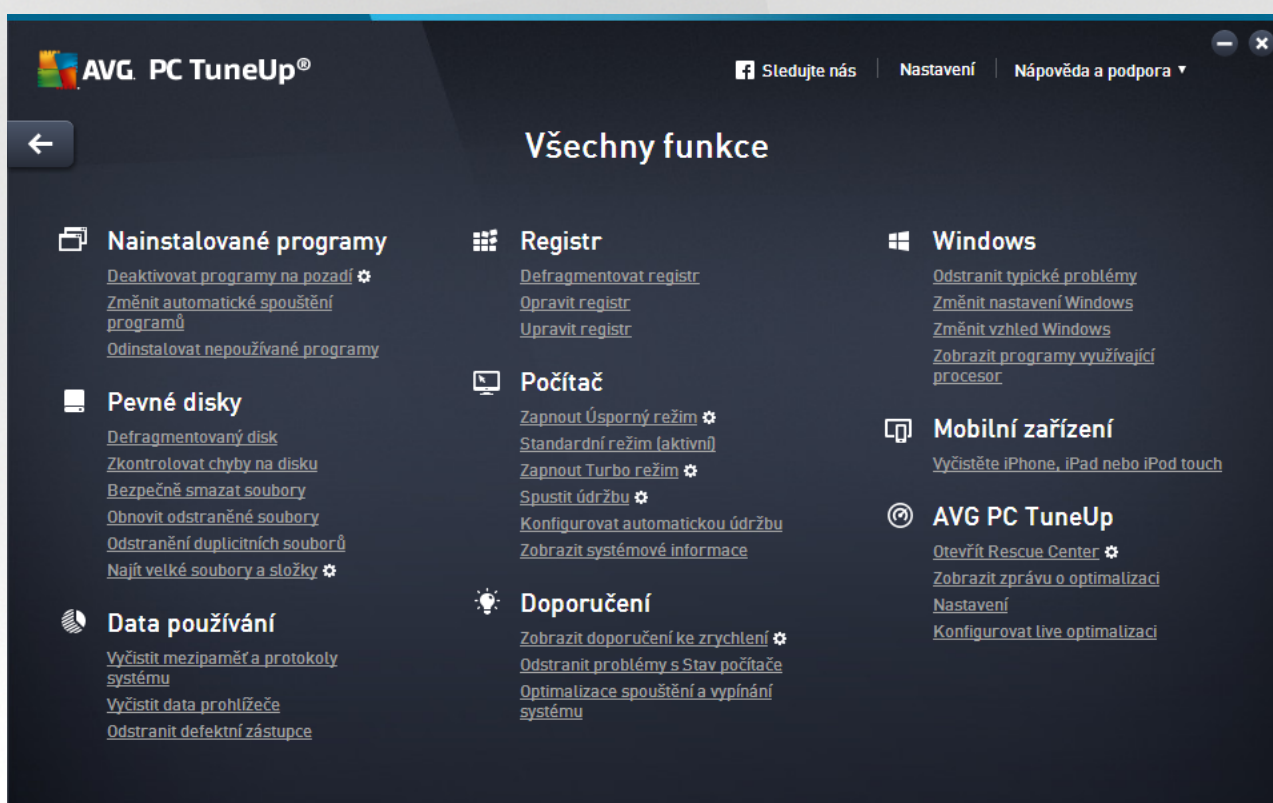 AVG PC TuneUp®
Sledujte nás
Nastavení
Nápověda a podpora
Všechny funkce
Nainstalované programy
Deaktivovat programy na pozadí
Změnit automatické spouštění
programů
Odinstalovat nepoužívané programy
Pevné disky
Defragmentovaný disk
Zkontrolovat chyby na disku
Bezpečně smazat soubory
Obnovit odstraněné soubory
Odstranění duplicitních souborů
Najít velké soubory a složky
Data používání
Vyčistit mezipaměť a protokoly
systému
Vyčistit data prohlížeče
Odstranit defektní zástupce
Registr
Defragmentovat registr
Opravit registr
Upravit registr
Počítač
Zapnout Úsporný režim
Standardní režim (aktivní)
Zapnout Turbo režim
Spustit údržbu
Konfigurovat automatickou údržbu
Zobrazit systémové informace
Doporučení
Zobrazit doporučení ke zrychlení
Odstranit problémy s Stav počítače
Optimalizace spouštění a vypínání
systému
Windows
Odstranit typické problémy
Změnit nastavení Windows
Změnit vzhled Windows
Zobrazit programy využívající
procesor
Mobilní zařízení
Vyčistěte iPhone, iPad nebo iPod touch
AVG PC TuneUp
Otevřít Rescue Center
Zobrazit zprávu o optimalizaci
Nastavení
Konfigurovat live optimalizaci